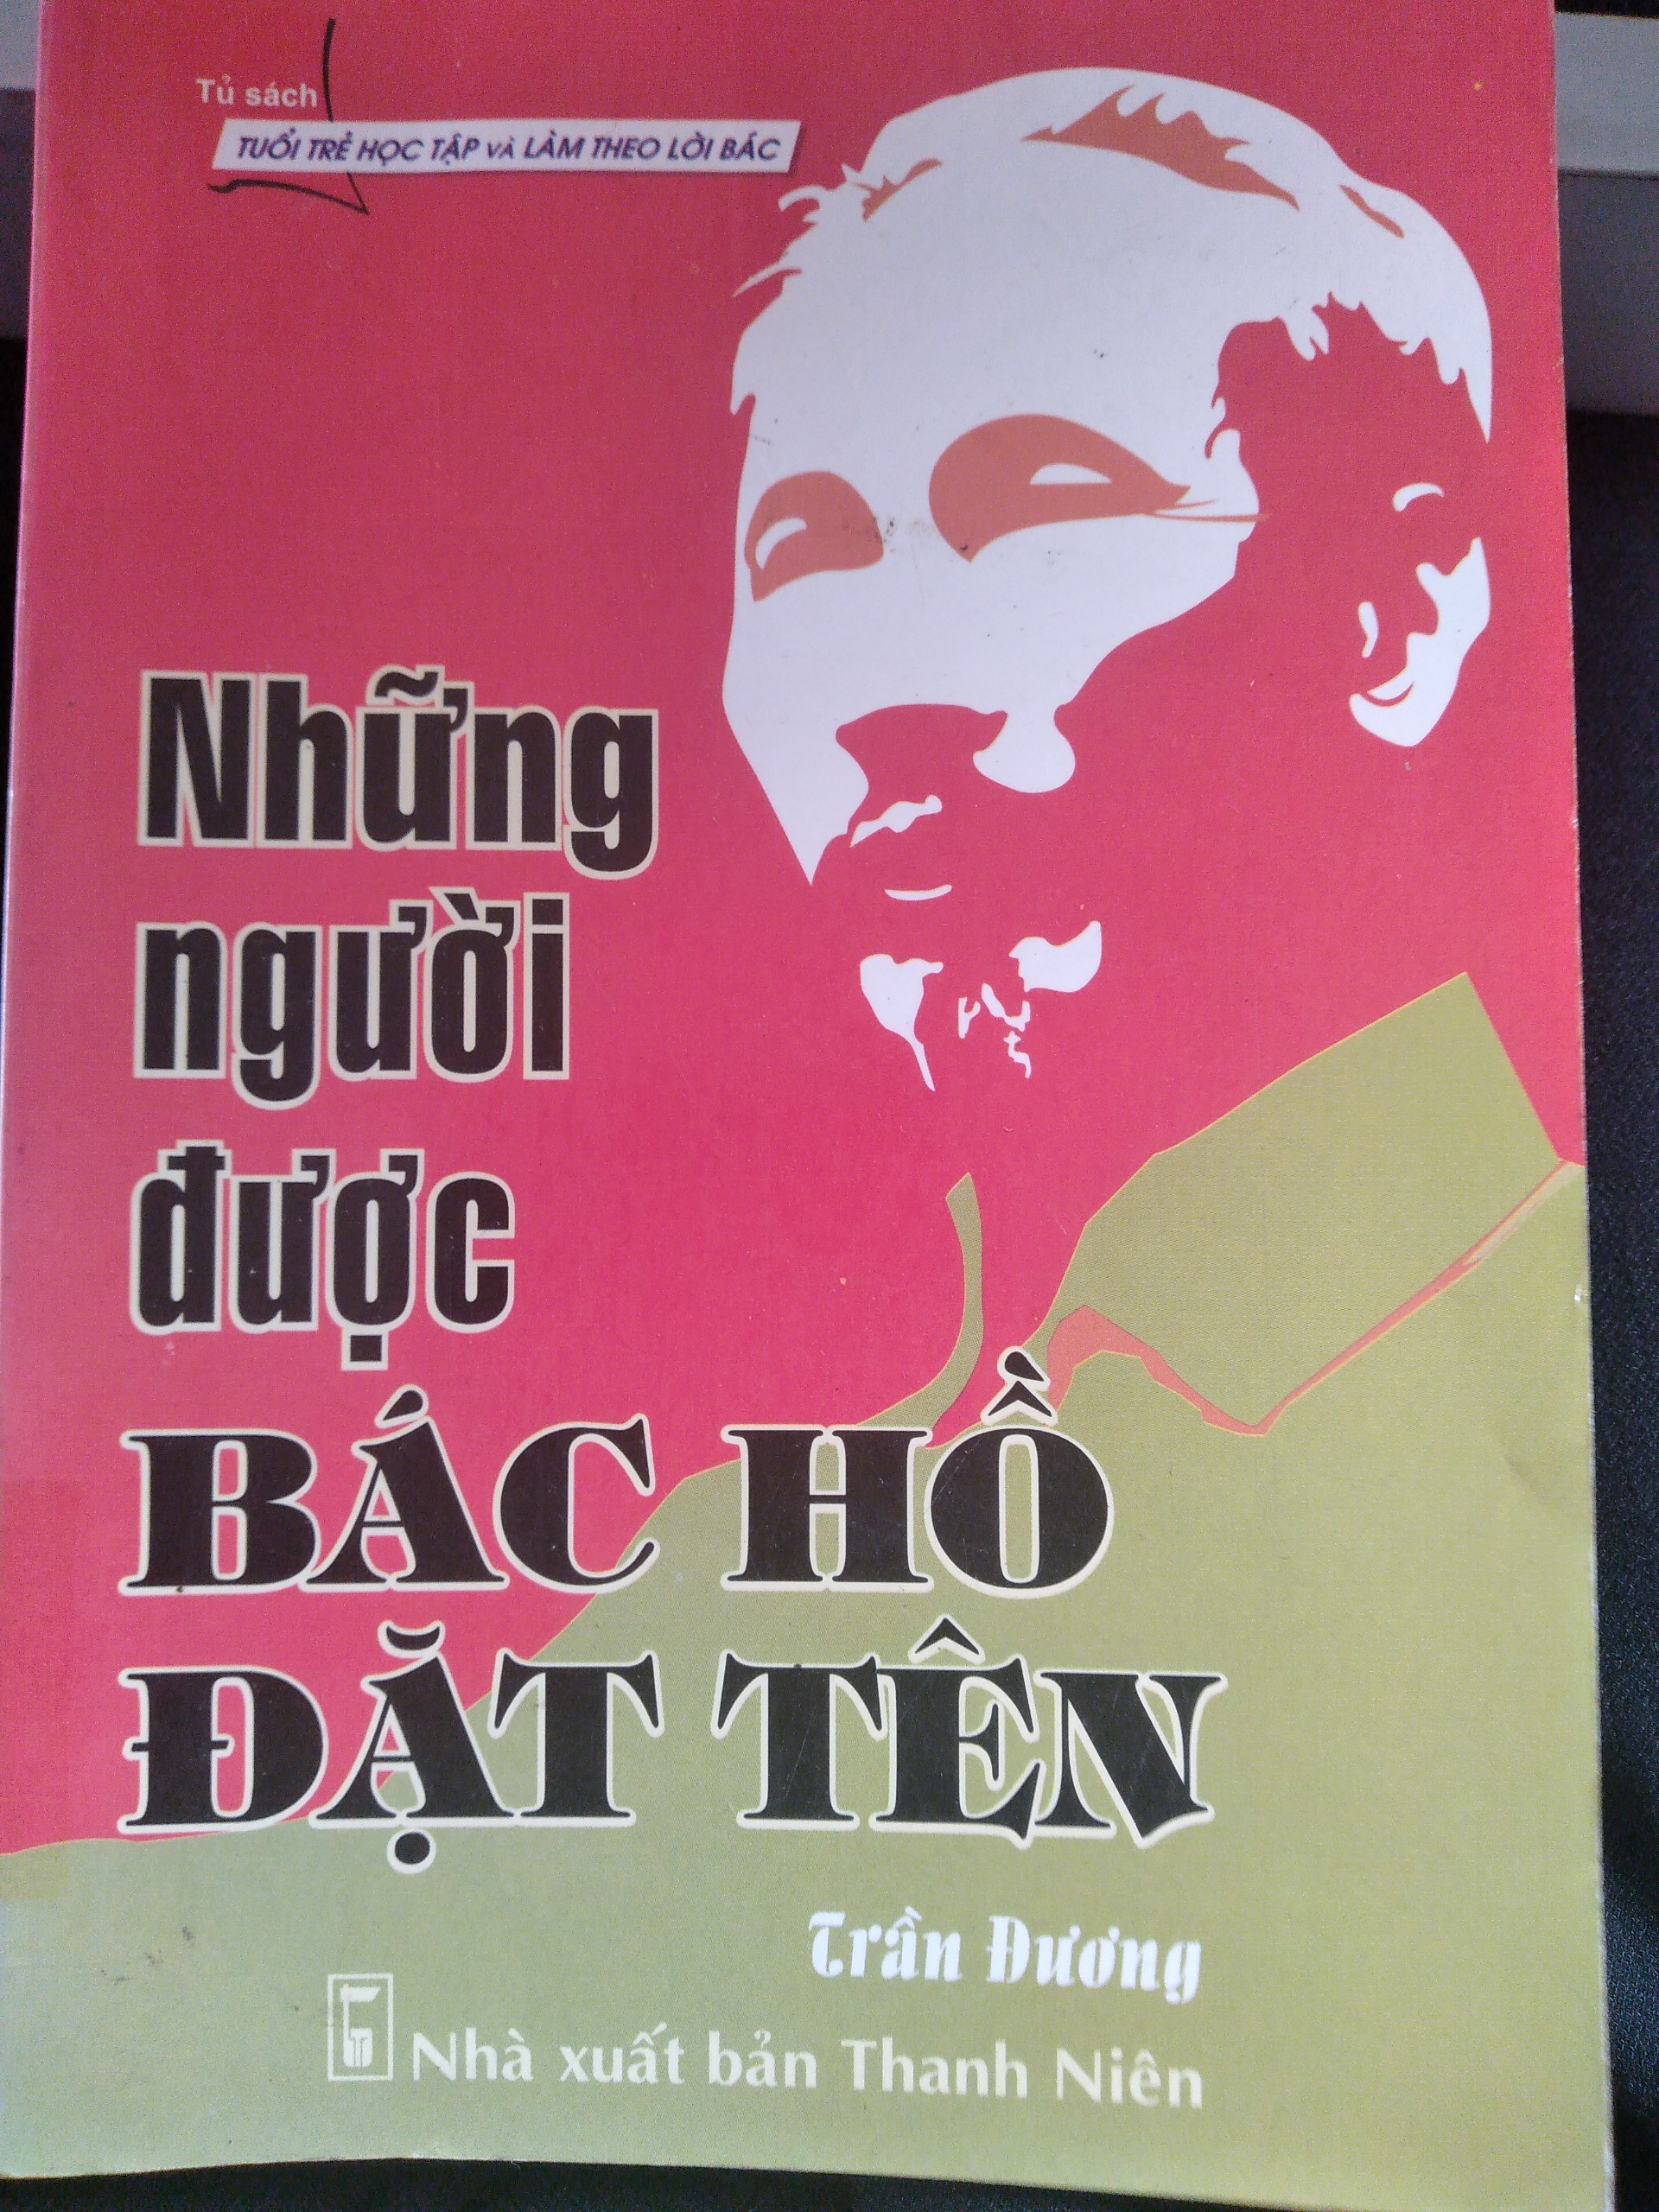 Tủ sách
TUỔI TRẺ HỌC TẬP VÀ LÀM THEO LỜI BÁC
Những
người
được
BÁC HỒ
ĐẶT TÊN
Trần Đương
Nhà xuất bản Thanh Niên